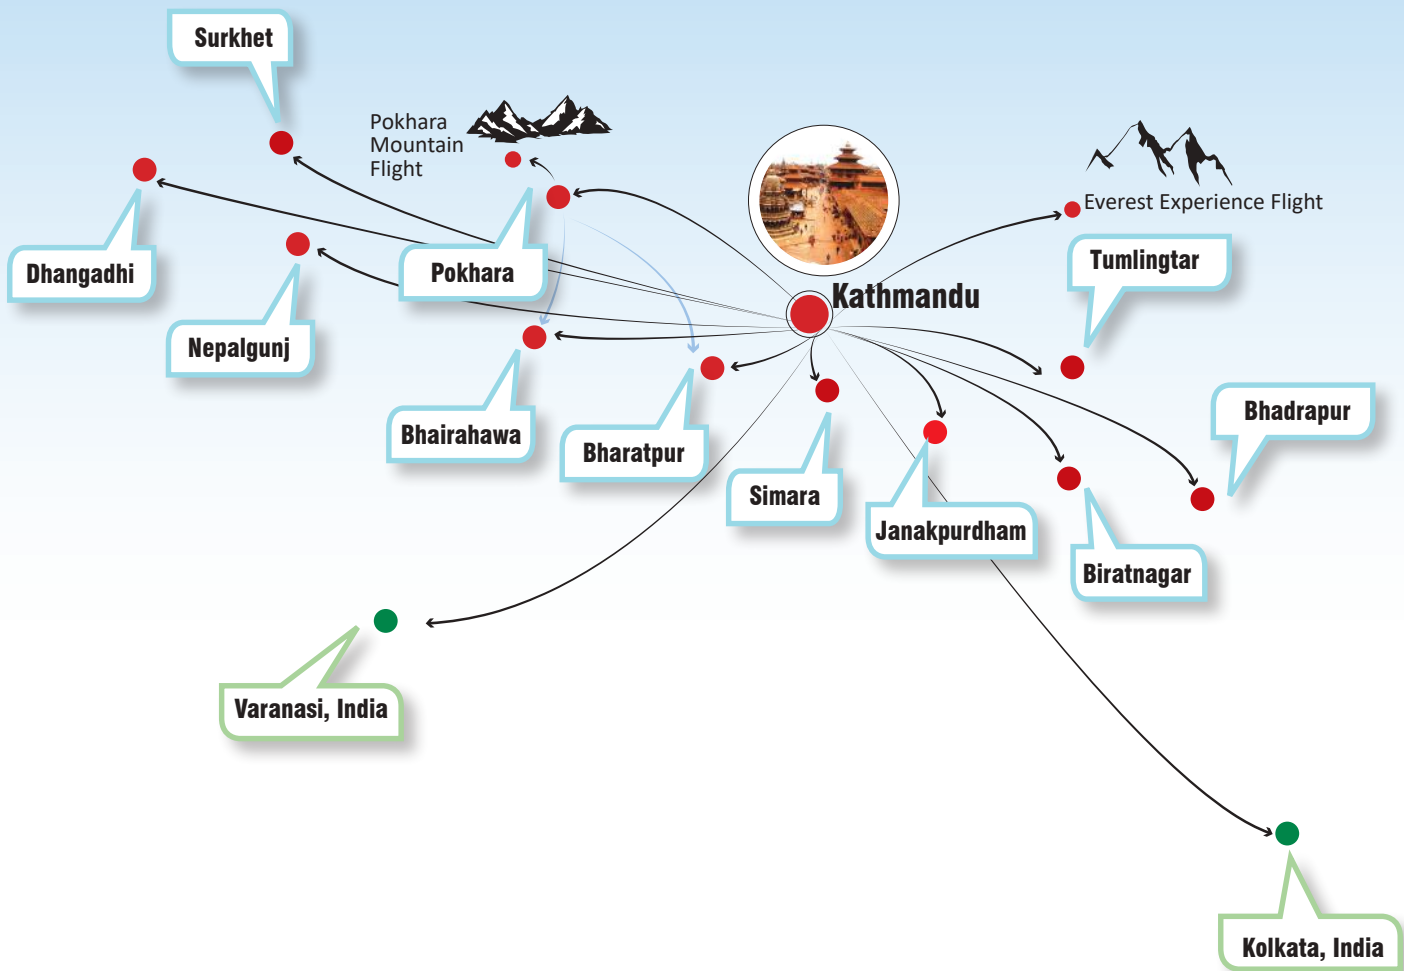 Surkhet
Pokhara
Mountain
Flight
Everest Experience Flight
Dhangadhi
Pokhara
Tumlingtar
Kathmandu
Nepalgunj
Bhairahawa
Bharatpur
Simara
Janakpurdham
Bhadrapur
Biratnagar
Varanasi, India
Kolkata, India